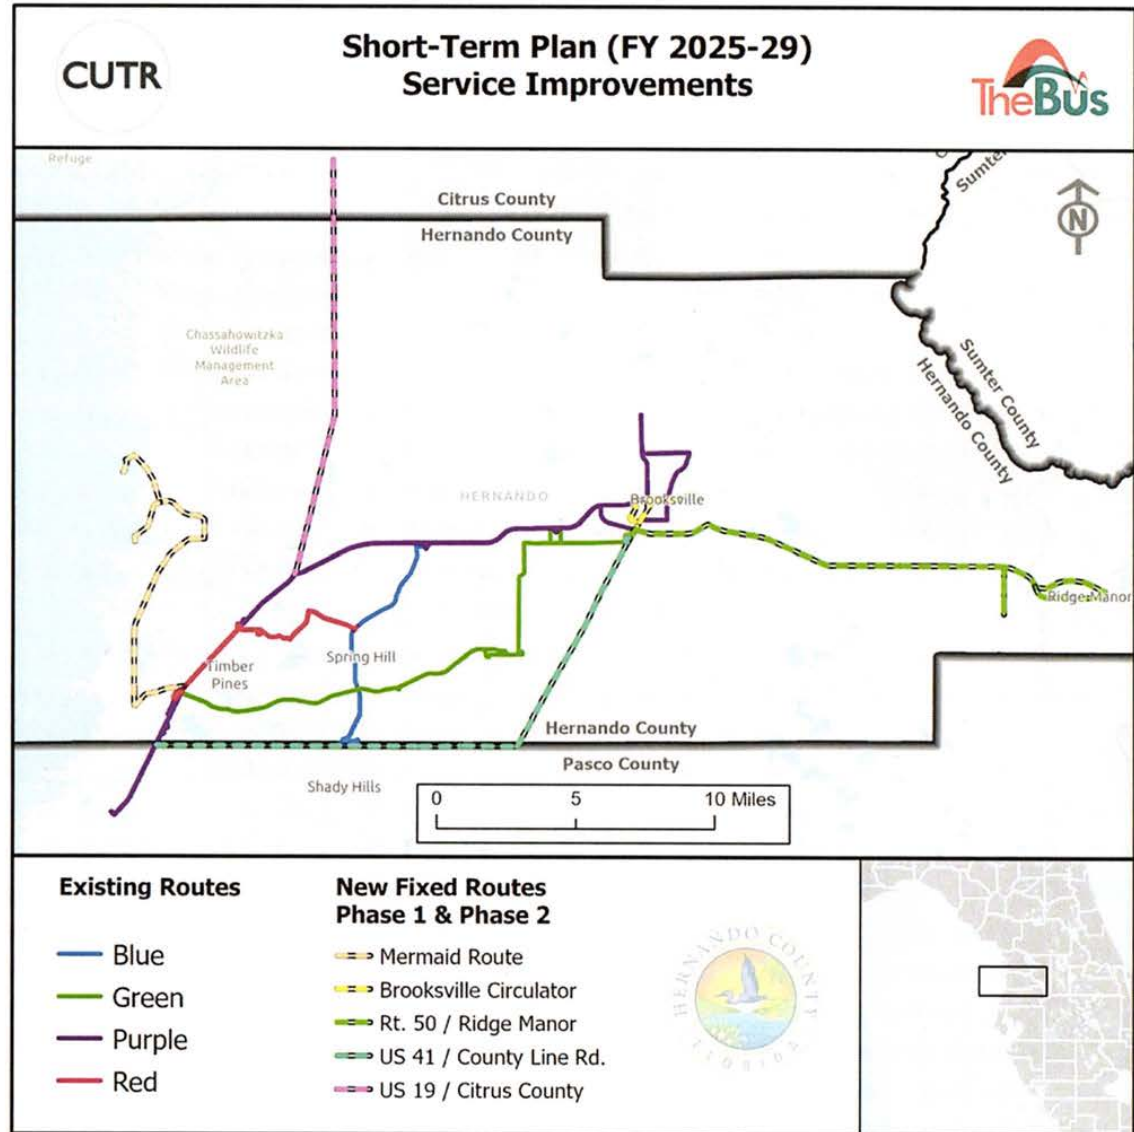 CUTR
Short-Term Plan (FY 2025-29)
Service Improvements
TheBus
Refuge
Citrus County
Hernando County
Sumter
N
Chassahowitzka
Wildlife
Management
Area
Sumter County
Hernando County
HERNANDO
Brooksville
Ridge Manor
Timber
Pines
Spring Hill
Hernando County
Pasco County
Shady Hills
0 5 10 Miles
Existing Routes
Blue
Green
Purple
Red
New Fixed Routes
Phase 1 & Phase 2
Mermaid Route
Brooksville Circulator
Rt. 50 / Ridge Manor
US 41 / County Line Rd.
US 19 / Citrus County
HERNANDO COUNTY
FLORIDA